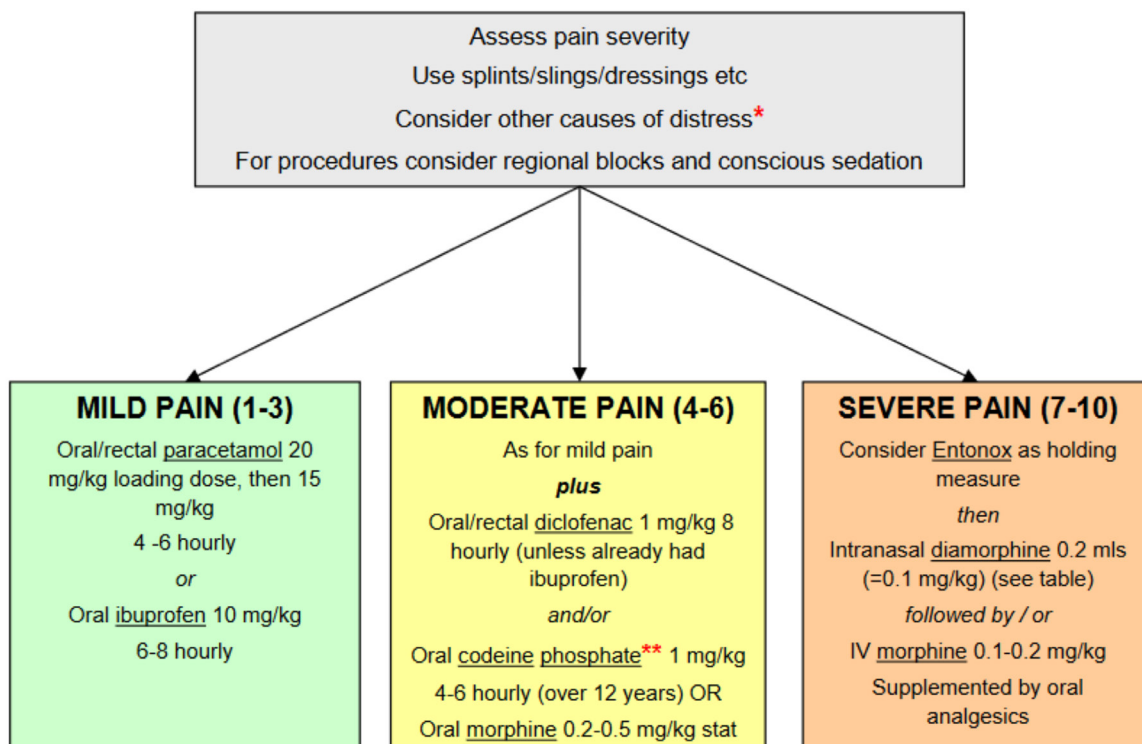 Assess pain severity
Use splints/slings/dressings etc
Consider other causes of distress*
For procedures consider regional blocks and conscious sedation
MILD PAIN (1-3)
Oral/rectal paracetamol 20
mg/kg loading dose, then 15
mg/kg
4 -6 hourly
or
Oral ibuprofen 10 mg/kg
6-8 hourly
MODERATE PAIN (4-6)
As for mild pain
plus
Oral/rectal diclofenac 1 mg/kg 8
hourly (unless already had
ibuprofen)
and/or
Oral codeine phosphate** 1 mg/kg
4-6 hourly (over 12 years) OR
Oral morphine 0.2-0.5 mg/kg stat
SEVERE PAIN (7-10)
Consider Entonox as holding
measure
then
Intranasal diamorphine 0.2 mls
(=0.1 mg/kg) (see table)
followed by / or
IV morphine 0.1-0.2 mg/kg
Supplemented by oral
analgesics